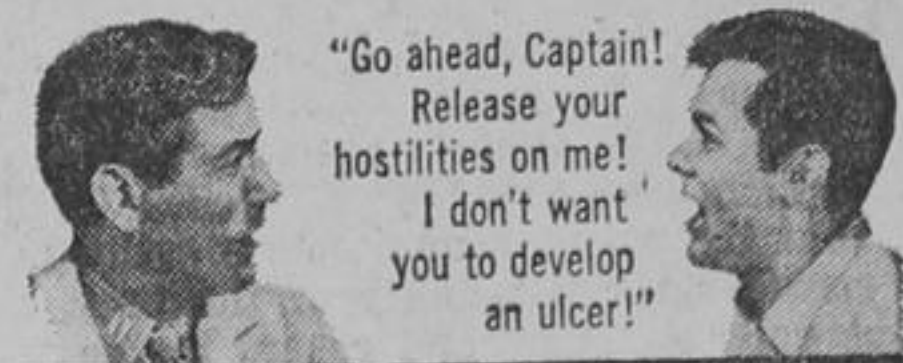 “Go ahead, Captain!
Release your
hostilities on me!
I don't want
you to develop
an ulcer!”